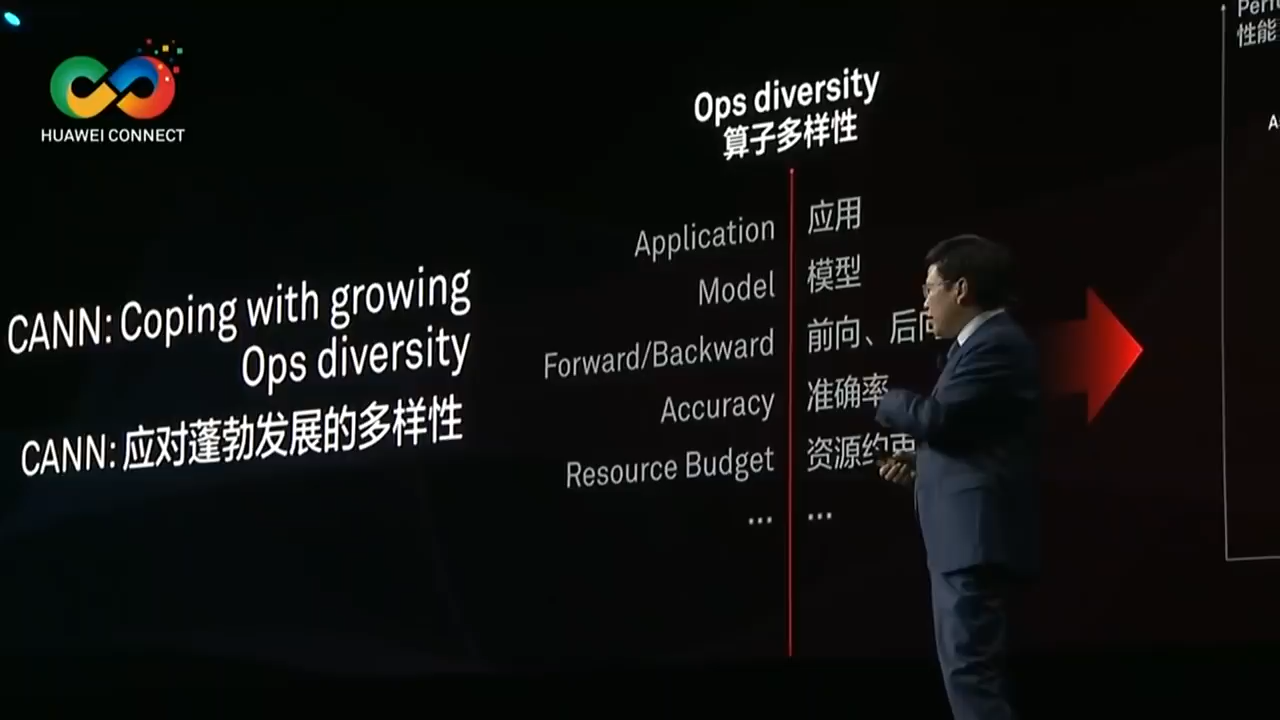 HUAWEI CONNECT
CANN: Coping with growing
Ops diversity
CANN: 应对蓬勃发展的多样性
Ops diversity
算子多样性
Application 应用
Model 模型
Forward/Backward 前向、后向
Accuracy 准确率
Resource Budget 资源约束
... ...
性能